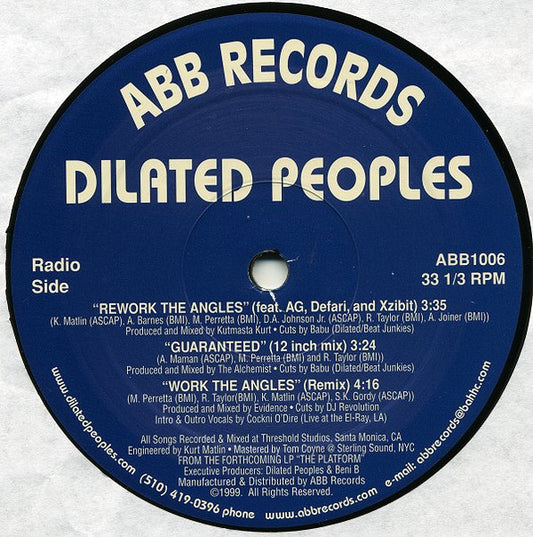 ABB RECORDS
DILATED PEOPLES
Radio
Side
ABB1006
33 1/3 RPM
"REWORK THE ANGLES" (feat. AG, Defari, and Xzibit) 3:35
(K. Matlin (ASCAP), A. Barnes (BMI), M. Perretta (BMI), D.A. Johnson Jr. (ASCAP), R. Taylor (BMI), A. Joiner (BMI))
Produced and Mixed by Kutmasta Kurt • Cuts by Babu (Dilated/Beat Junkies)
"GUARANTEED" (12 inch mix) 3:24
(A. Maman (ASCAP), M. Perretta (BMI) and R. Taylor (BMI))
Produced and Mixed by The Alchemist • Cuts by Babu (Dilated/Beat Junkies)
"WORK THE ANGLES" (Remix) 4:16
(M. Perretta (BMI), R. Taylor(BMI), K. Matlin (ASCAP), S.K. Gordy (ASCAP))
Produced and Mixed by Evidence • Cuts by DJ Revolution
Intro & Outro Vocals by Cockni O'Dire (Live at the El-Ray, LA)
All Songs Recorded & Mixed at Threshold Studios, Santa Monica, CA
Engineered by Kurt Matlin • Mastered by Tom Coyne @ Sterling Sound, NYC
FROM THE FORTHCOMING LP "THE PLATFORM"
Executive Producers: Dilated Peoples & Beni B
Manufactured & Distributed by ABB Records
©1999. All Rights Reserved.
www.dilatedpeoples.com
(510) 419-0396 phone
www.abbrecords.com
e-mail: abbrecords@bohhc.com